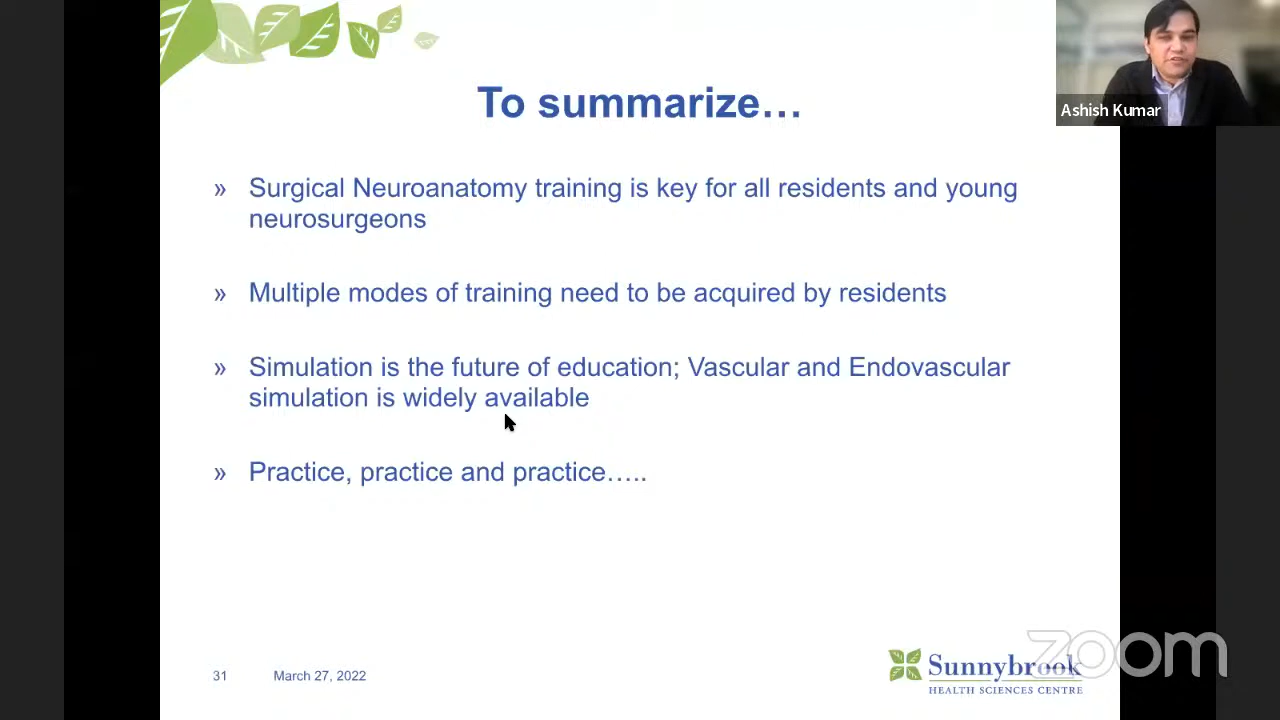 To summarize…
Ashish Kumar
» Surgical Neuroanatomy training is key for all residents and young
neurosurgeons
» Multiple modes of training need to be acquired by residents
» Simulation is the future of education; Vascular and Endovascular
simulation is widely available
» Practice, practice and practice…..
31 March 27, 2022
Sunnybrook
HEALTH SCIENCES CENTRE
zoom